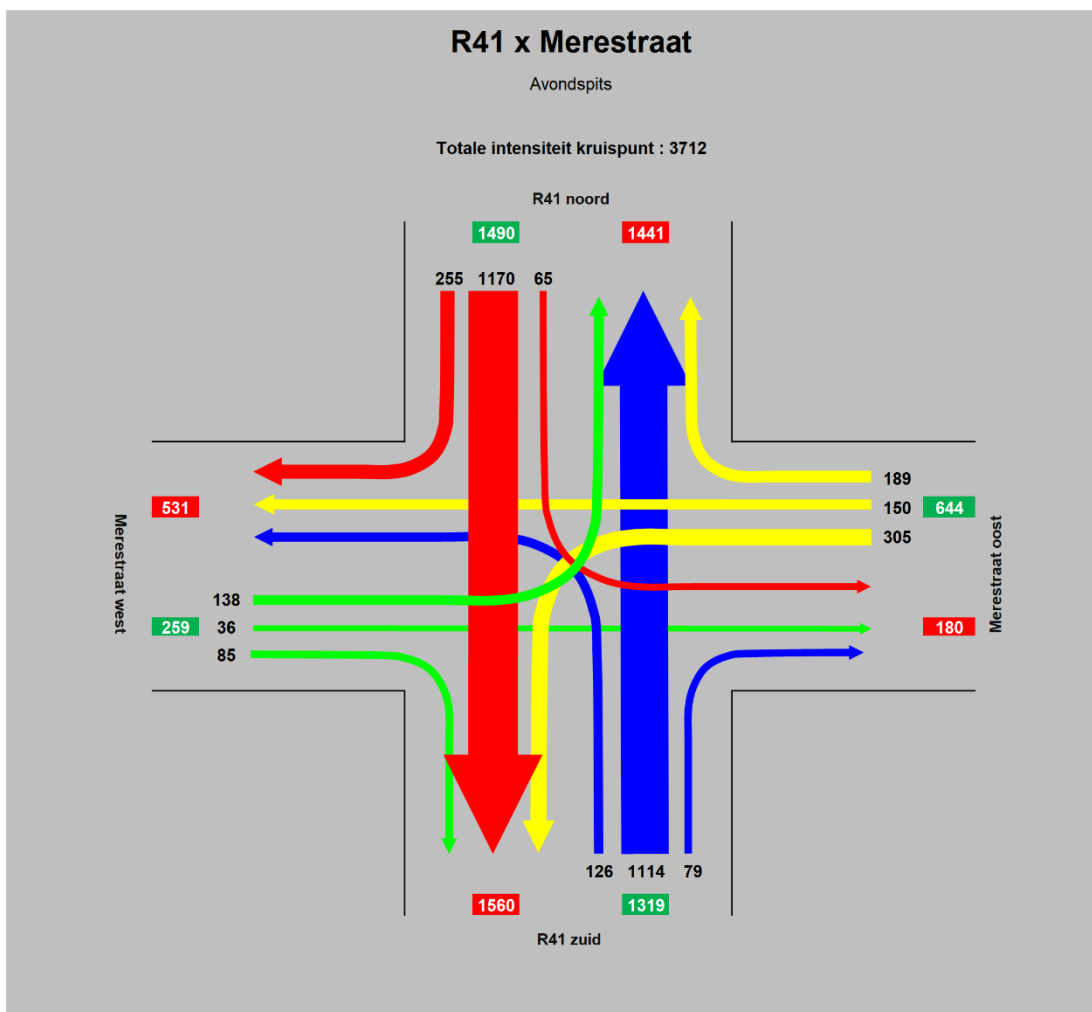 R41 x Merestraat
Avondspits
Totale intensiteit kruispunt : 3712
R41 noord
1490 1441
255 1170 65
189
531 150 644
305
Merestraat west
Merestraat oost
138
259 36 180
85
126 1114 79
1560 1319
R41 zuid